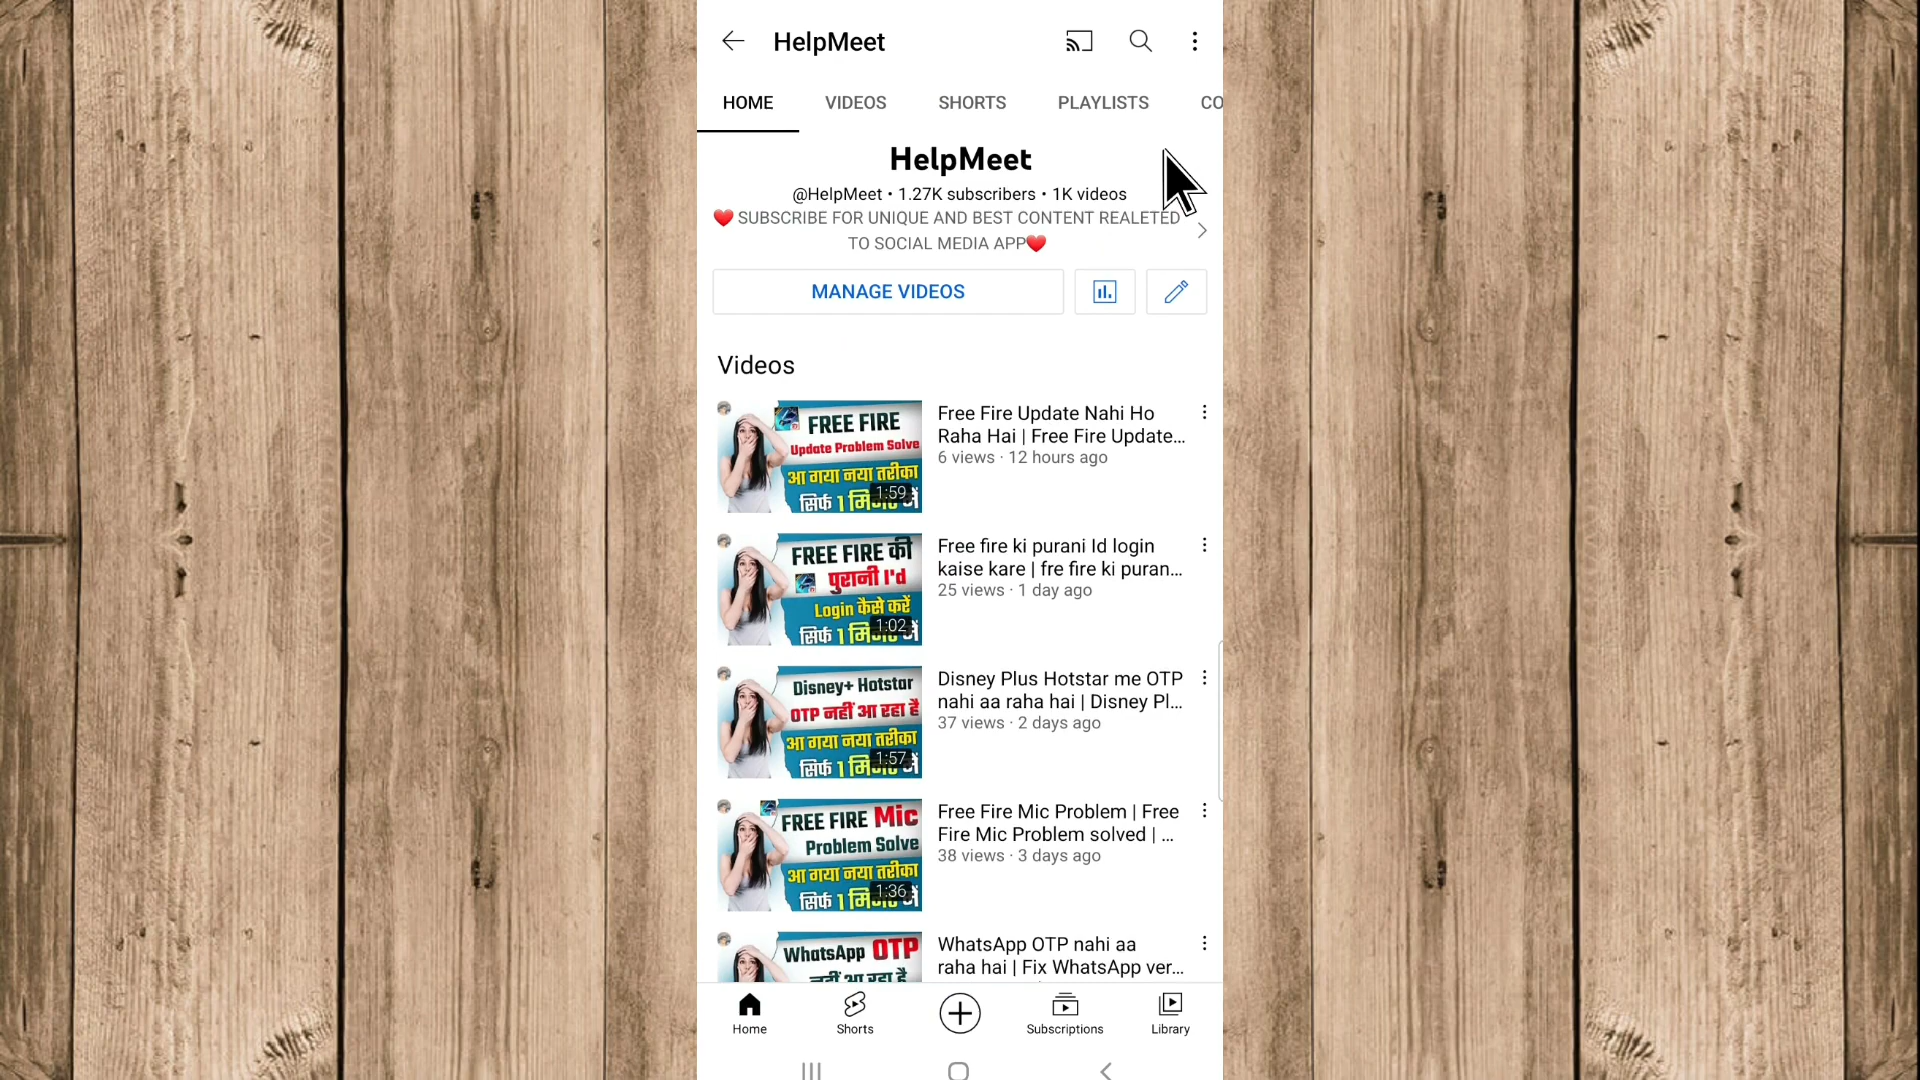 HelpMeet
HOME VIDEOS SHORTS PLAYLISTS CO
HelpMeet
@HelpMeet • 1.27K subscribers • 1K videos
❤️ SUBSCRIBE FOR UNIQUE AND BEST CONTENT REALETED
TO SOCIAL MEDIA APP❤️
MANAGE VIDEOS
Videos
FREE FIRE
Update Problem Solve
आ गया नया तरीका
सिर्फ 1 में
1:59
Free Fire Update Nahi Ho
Raha Hai | Free Fire Update...
6 views · 12 hours ago
FREE FIRE की
पुरानी I'd
Login कैसे करें
सिर्फ 1 में
1:02
Free fire ki purani Id login
kaise kare | fre fire ki puran...
25 views · 1 day ago
Disney+ Hotstar
OTP नहीं आ रहा है
आ गया नया तरीका
सिर्फ 1 में
1:57
Disney Plus Hotstar me OTP
nahi aa raha hai | Disney Pl...
37 views · 2 days ago
FREE FIRE Mic
Problem Solve
आ गया नया तरीका
सिर्फ 1 में
1:36
Free Fire Mic Problem | Free
Fire Mic Problem solved | ...
38 views · 3 days ago
WhatsApp OTP
नहीं आ रहा है
WhatsApp OTP nahi aa
raha hai | Fix WhatsApp ver...
Home Shorts Subscriptions Library